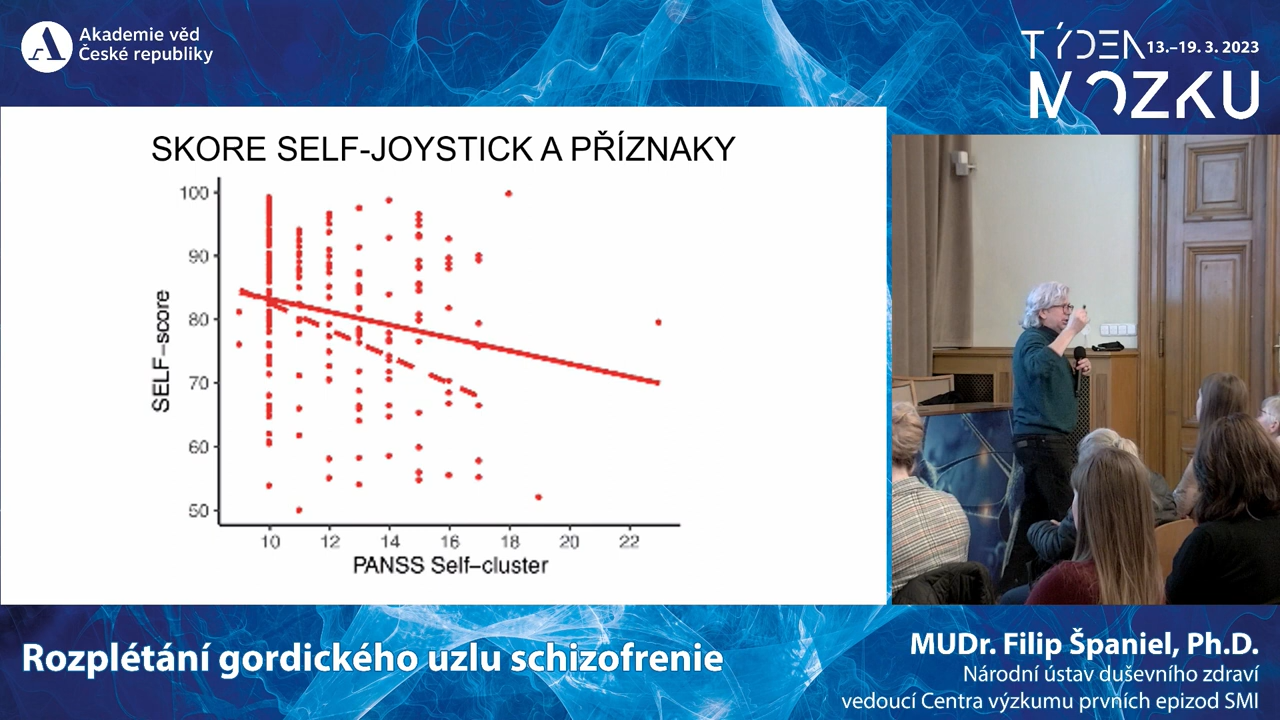 Akademie věd
České republiky
TÝDEN 13.–19. 3. 2023
MOZKU
SKORE SELF-JOYSTICK A PŘÍZNAKY
100
90
80
70
60
50
SELF–score
10 12 14 16 18 20 22
PANSS Self–cluster
Rozplétání gordického uzlu schizofrenie
MUDr. Filip Španiel, Ph.D.
Národní ústav duševního zdraví
vedoucí Centra výzkumu prvních epizod SMI